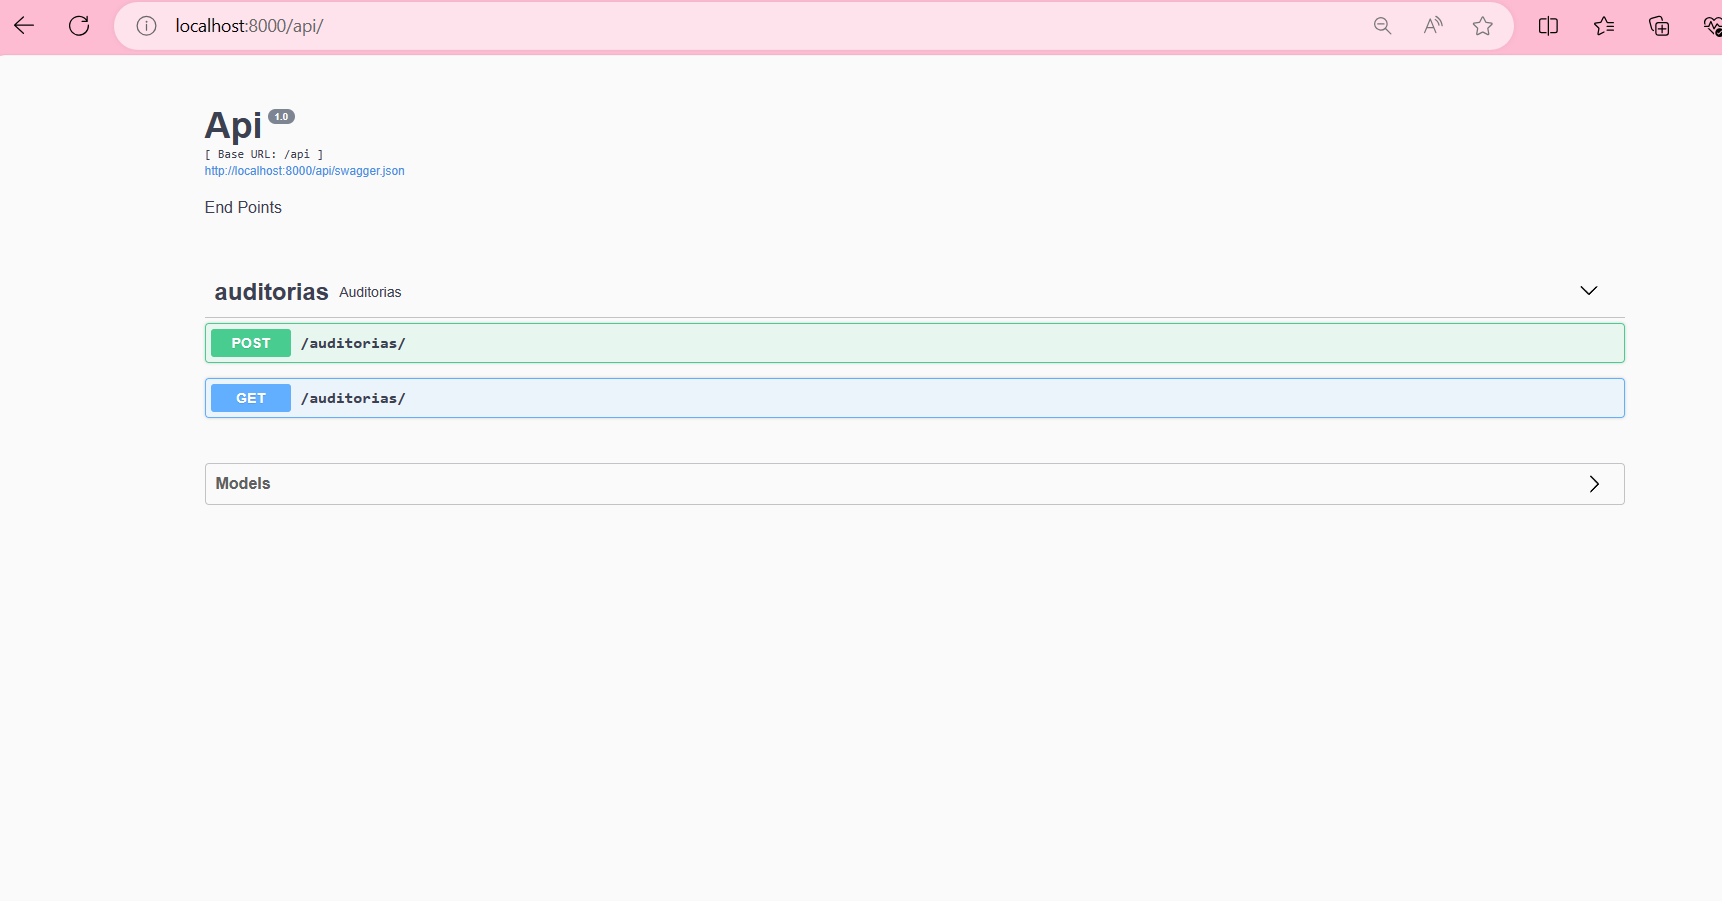 localhost:8000/api/
Api 1.0
[ Base URL: /api ]
http://localhost:8000/api/swagger.json
End Points
auditorias Auditorias
POST /auditorias/
GET /auditorias/
Models